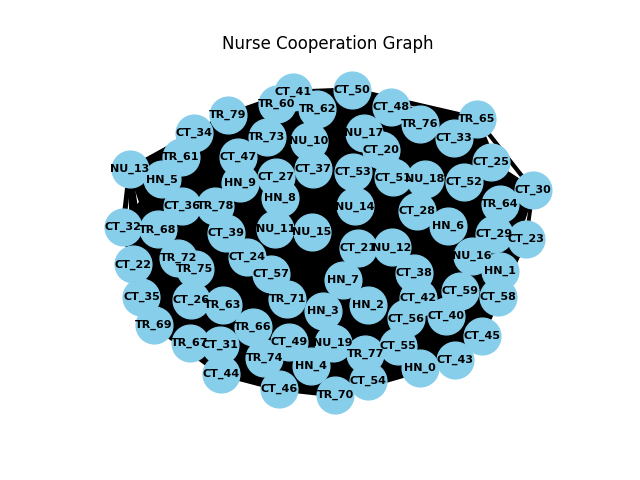 Nurse Cooperation Graph
CT_41
CT_50
TR_60
TR_62
CT_48
TR_79
TR_65
TR_76
CT_34
TR_73
NU_10
NU_17
CT_33
CT_20
TR_61
CT_47
CT_25
NU_13
CT_37
CT_53
HN_5
HN_9
CT_27
CT_51
NU_18
CT_52
CT_30
HN_8
CT_36
TR_78
NU_14
CT_28
TR_64
CT_32
TR_68
CT_39
NU_11
NU_15
HN_6
CT_29
CT_23
CT_21
NU_12
TR_72
CT_24
NU_16
CT_22
TR_75
CT_57
CT_38
HN_1
HN_7
CT_35
CT_26
TR_63
TR_71
CT_42
CT_59
CT_58
HN_3
HN_2
TR_69
TR_66
CT_56
CT_40
TR_67
CT_31
CT_49
NU_19
CT_55
CT_45
TR_74
TR_77
CT_43
HN_4
HN_0
CT_44
CT_46
CT_54
TR_70